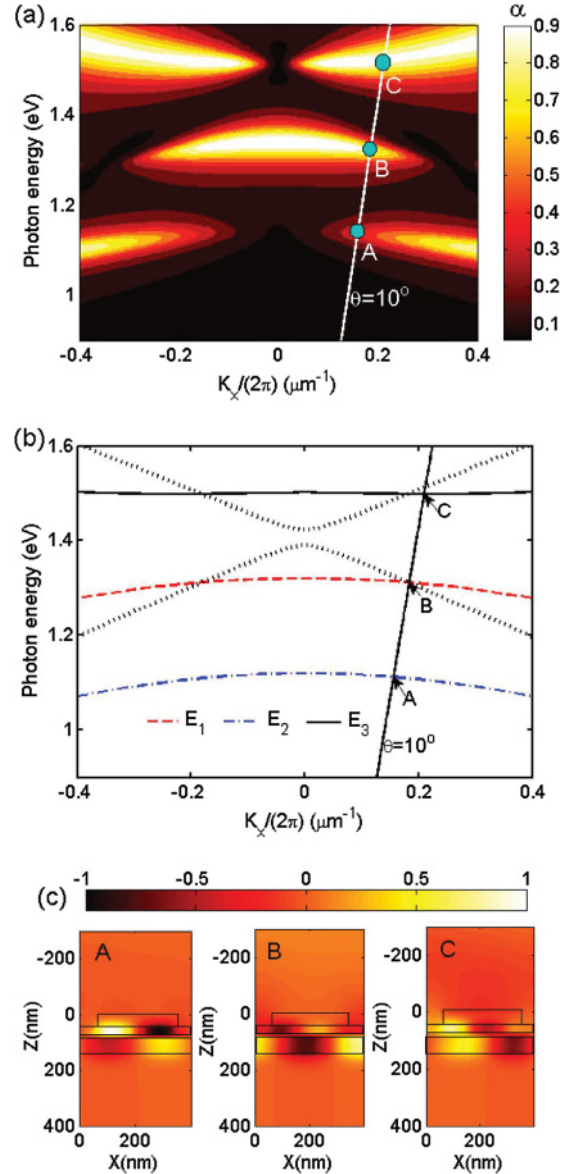 (a)
α
1.6
1.4
1.2
1
Photon energy (eV)
C
B
A
θ=10°
-0.4
-0.2
0
0.2
0.4
K_x/(2π) (μm⁻¹)
0.9
0.8
0.7
0.6
0.5
0.4
0.3
0.2
0.1
(b)
1.6
1.4
1.2
1
Photon energy (eV)
C
B
A
E₁
E₂
E₃
θ=10°
-0.4
-0.2
0
0.2
0.4
K_x/(2π) (μm⁻¹)
(c)
-1
-0.5
0
0.5
1
A
-200
0
200
400
Z(nm)
0
200
X(nm)
B
-200
0
200
400
Z(nm)
0
200
X(nm)
C
-200
0
200
400
Z(nm)
0
200
X(nm)